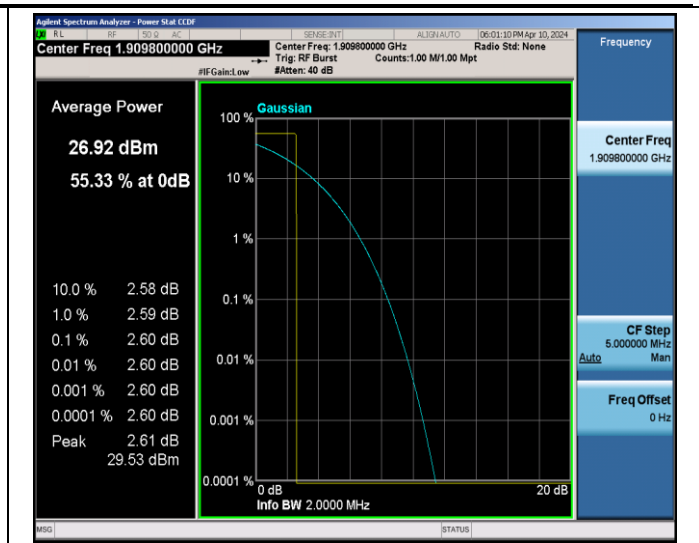 Agilent Spectrum Analyzer - Power Stat CCDF
RL RF 50 Ω AC SENSE:INT ALIGN AUTO 06:01:10 PM Apr 10, 2024
Center Freq 1.909800000 GHz
Center Freq: 1.909800000 GHz Radio Std: None
Trig: RF Burst Counts:1.00 M/1.00 Mpt
#IFGain:Low #Atten: 40 dB
Frequency
Average Power
26.92 dBm
55.33 % at 0dB
10.0 % 2.58 dB
1.0 % 2.59 dB
0.1 % 2.60 dB
0.01 % 2.60 dB
0.001 % 2.60 dB
0.0001 % 2.60 dB
Peak 2.61 dB
29.53 dBm
Gaussian
100 %
10 %
1 %
0.1 %
0.01 %
0.001 %
0.0001 %
0 dB 20 dB
Info BW 2.0000 MHz
Center Freq
1.909800000 GHz
CF Step
5.000000 MHz
Auto Man
Freq Offset
0 Hz
MSG STATUS